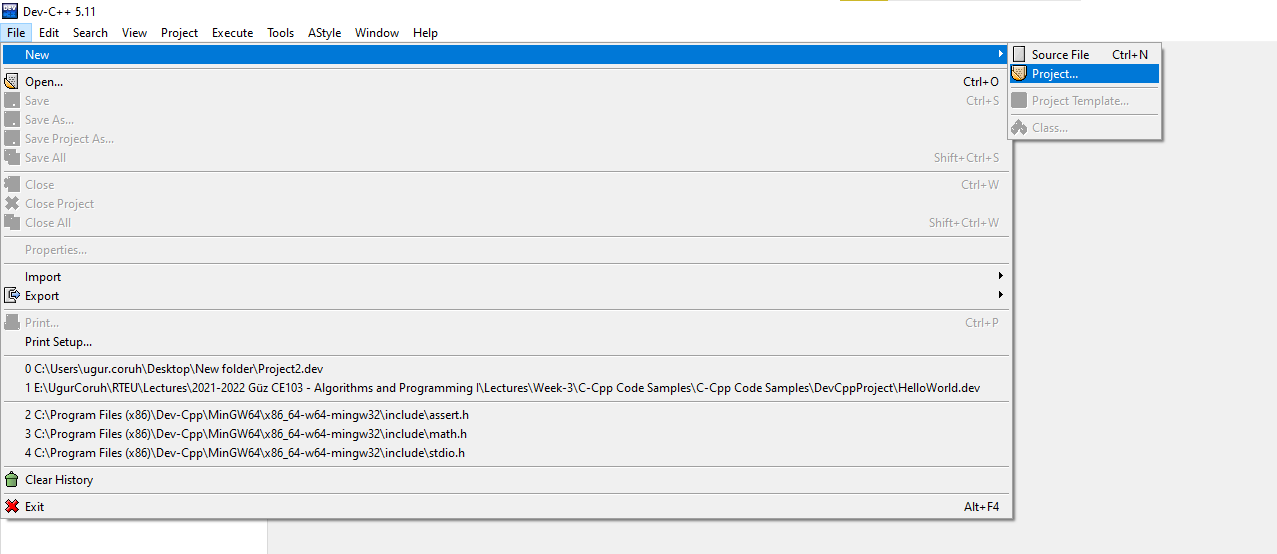 Dev-C++ 5.11
File Edit Search View Project Execute Tools AStyle Window Help
New
Source File Ctrl+N
Project...
Project Template...
Class...
Open... Ctrl+O
Save Ctrl+S
Save As...
Save Project As...
Save All Shift+Ctrl+S
Close Ctrl+W
Close Project
Close All Shift+Ctrl+W
Properties...
Import
Export
Print... Ctrl+P
Print Setup...
0 C:\Users\ugur.coruh\Desktop\New folder\Project2.dev
1 E:\UgurCoruh\RTEU\Lectures\2021-2022 Güz CE103 - Algorithms and Programming I\Lectures\Week-3\C-Cpp Code Samples\C-Cpp Code Samples\DevCppProject\HelloWorld.dev
2 C:\Program Files (x86)\Dev-Cpp\MinGW64\x86_64-w64-mingw32\include\assert.h
3 C:\Program Files (x86)\Dev-Cpp\MinGW64\x86_64-w64-mingw32\include\math.h
4 C:\Program Files (x86)\Dev-Cpp\MinGW64\x86_64-w64-mingw32\include\stdio.h
Clear History
Exit Alt+F4